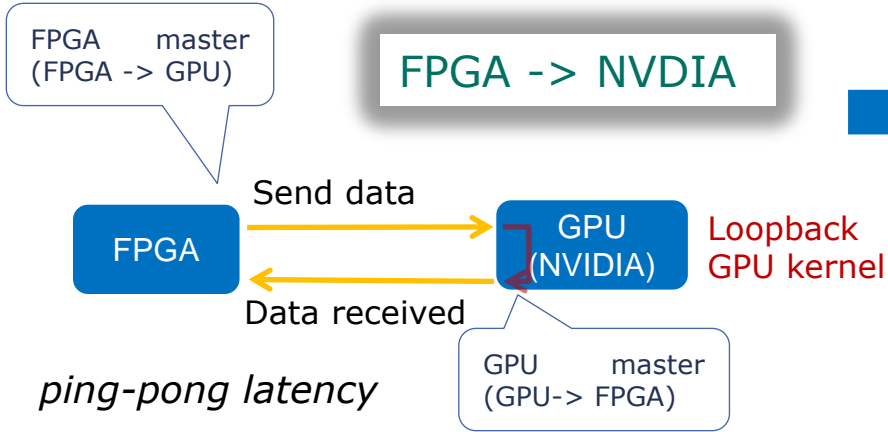 FPGA master
(FPGA -> GPU)
FPGA -> NVDIA
Send data
FPGA
GPU
(NVIDIA)
Loopback
GPU kernel
Data received
GPU master
(GPU-> FPGA)
ping-pong latency